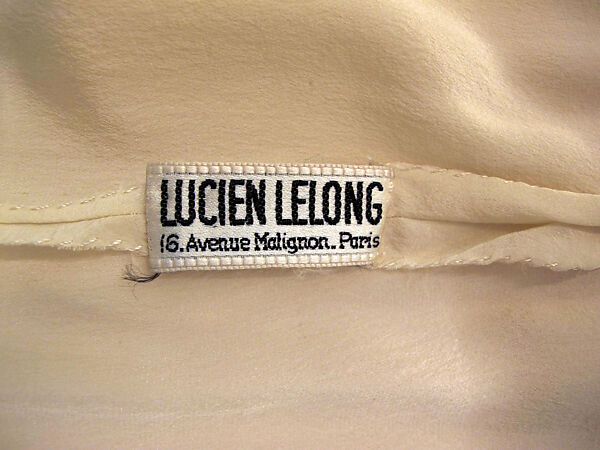 LUCIEN LELONG
16. Avenue Matignon. Paris